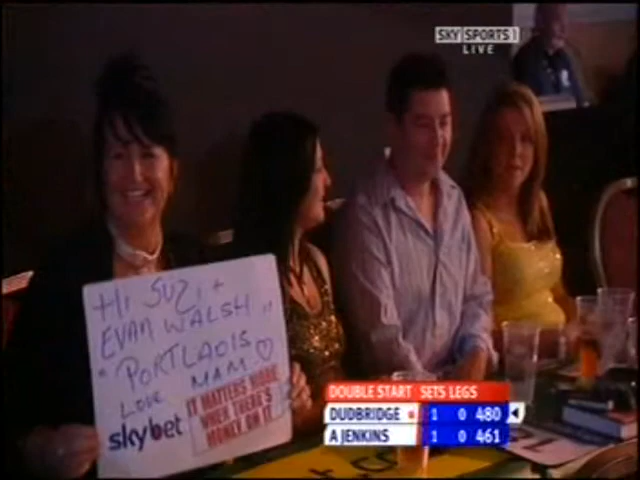 SKY SPORTS 1
LIVE
Hi SUZi +
EVAN WALSH !!
"PORTLAOIS
LOVE MAM ♡
skybet
IT MATTERS MORE
WHEN THERE'S
MONEY ON IT
DOUBLE START SETS LEGS
DUDBRIDGE 1 0 480
A JENKINS 1 0 461